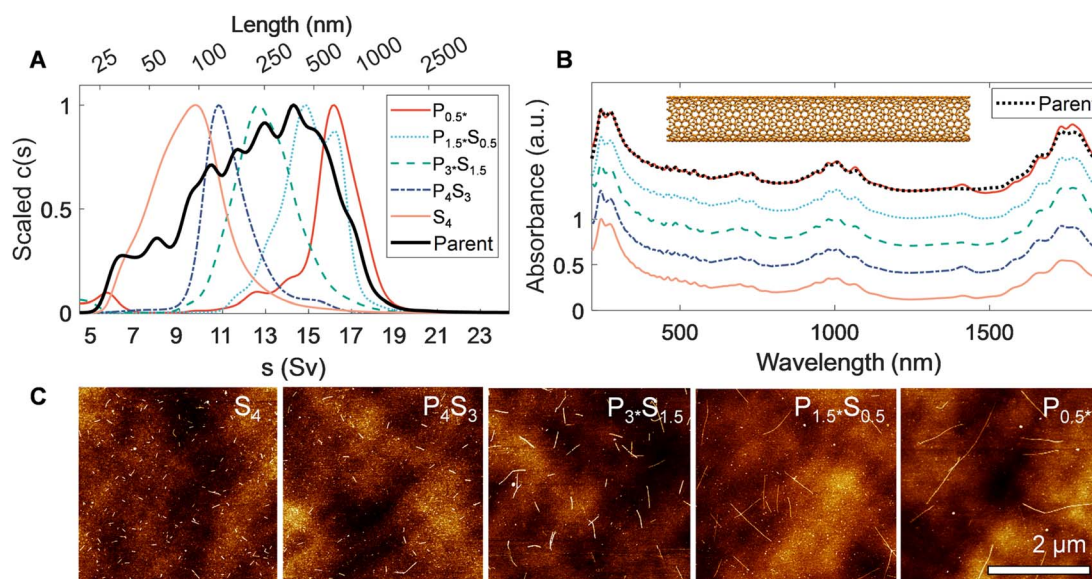 Length (nm)
A
25 50 100 250 500 1000 2500
Scaled c(s)
1
0.5
0
P0.5*
P1.5*S0.5
P3*S1.5
P4S3
S4
Parent
5 7 9 11 13 15 17 19 21 23
s (Sv)
B
Absorbance (a.u.)
1
0.5
0
Paren
500 1000 1500
Wavelength (nm)
C
S4
P4S3
P3*S1.5
P1.5*S0.5
P0.5*
2 µm